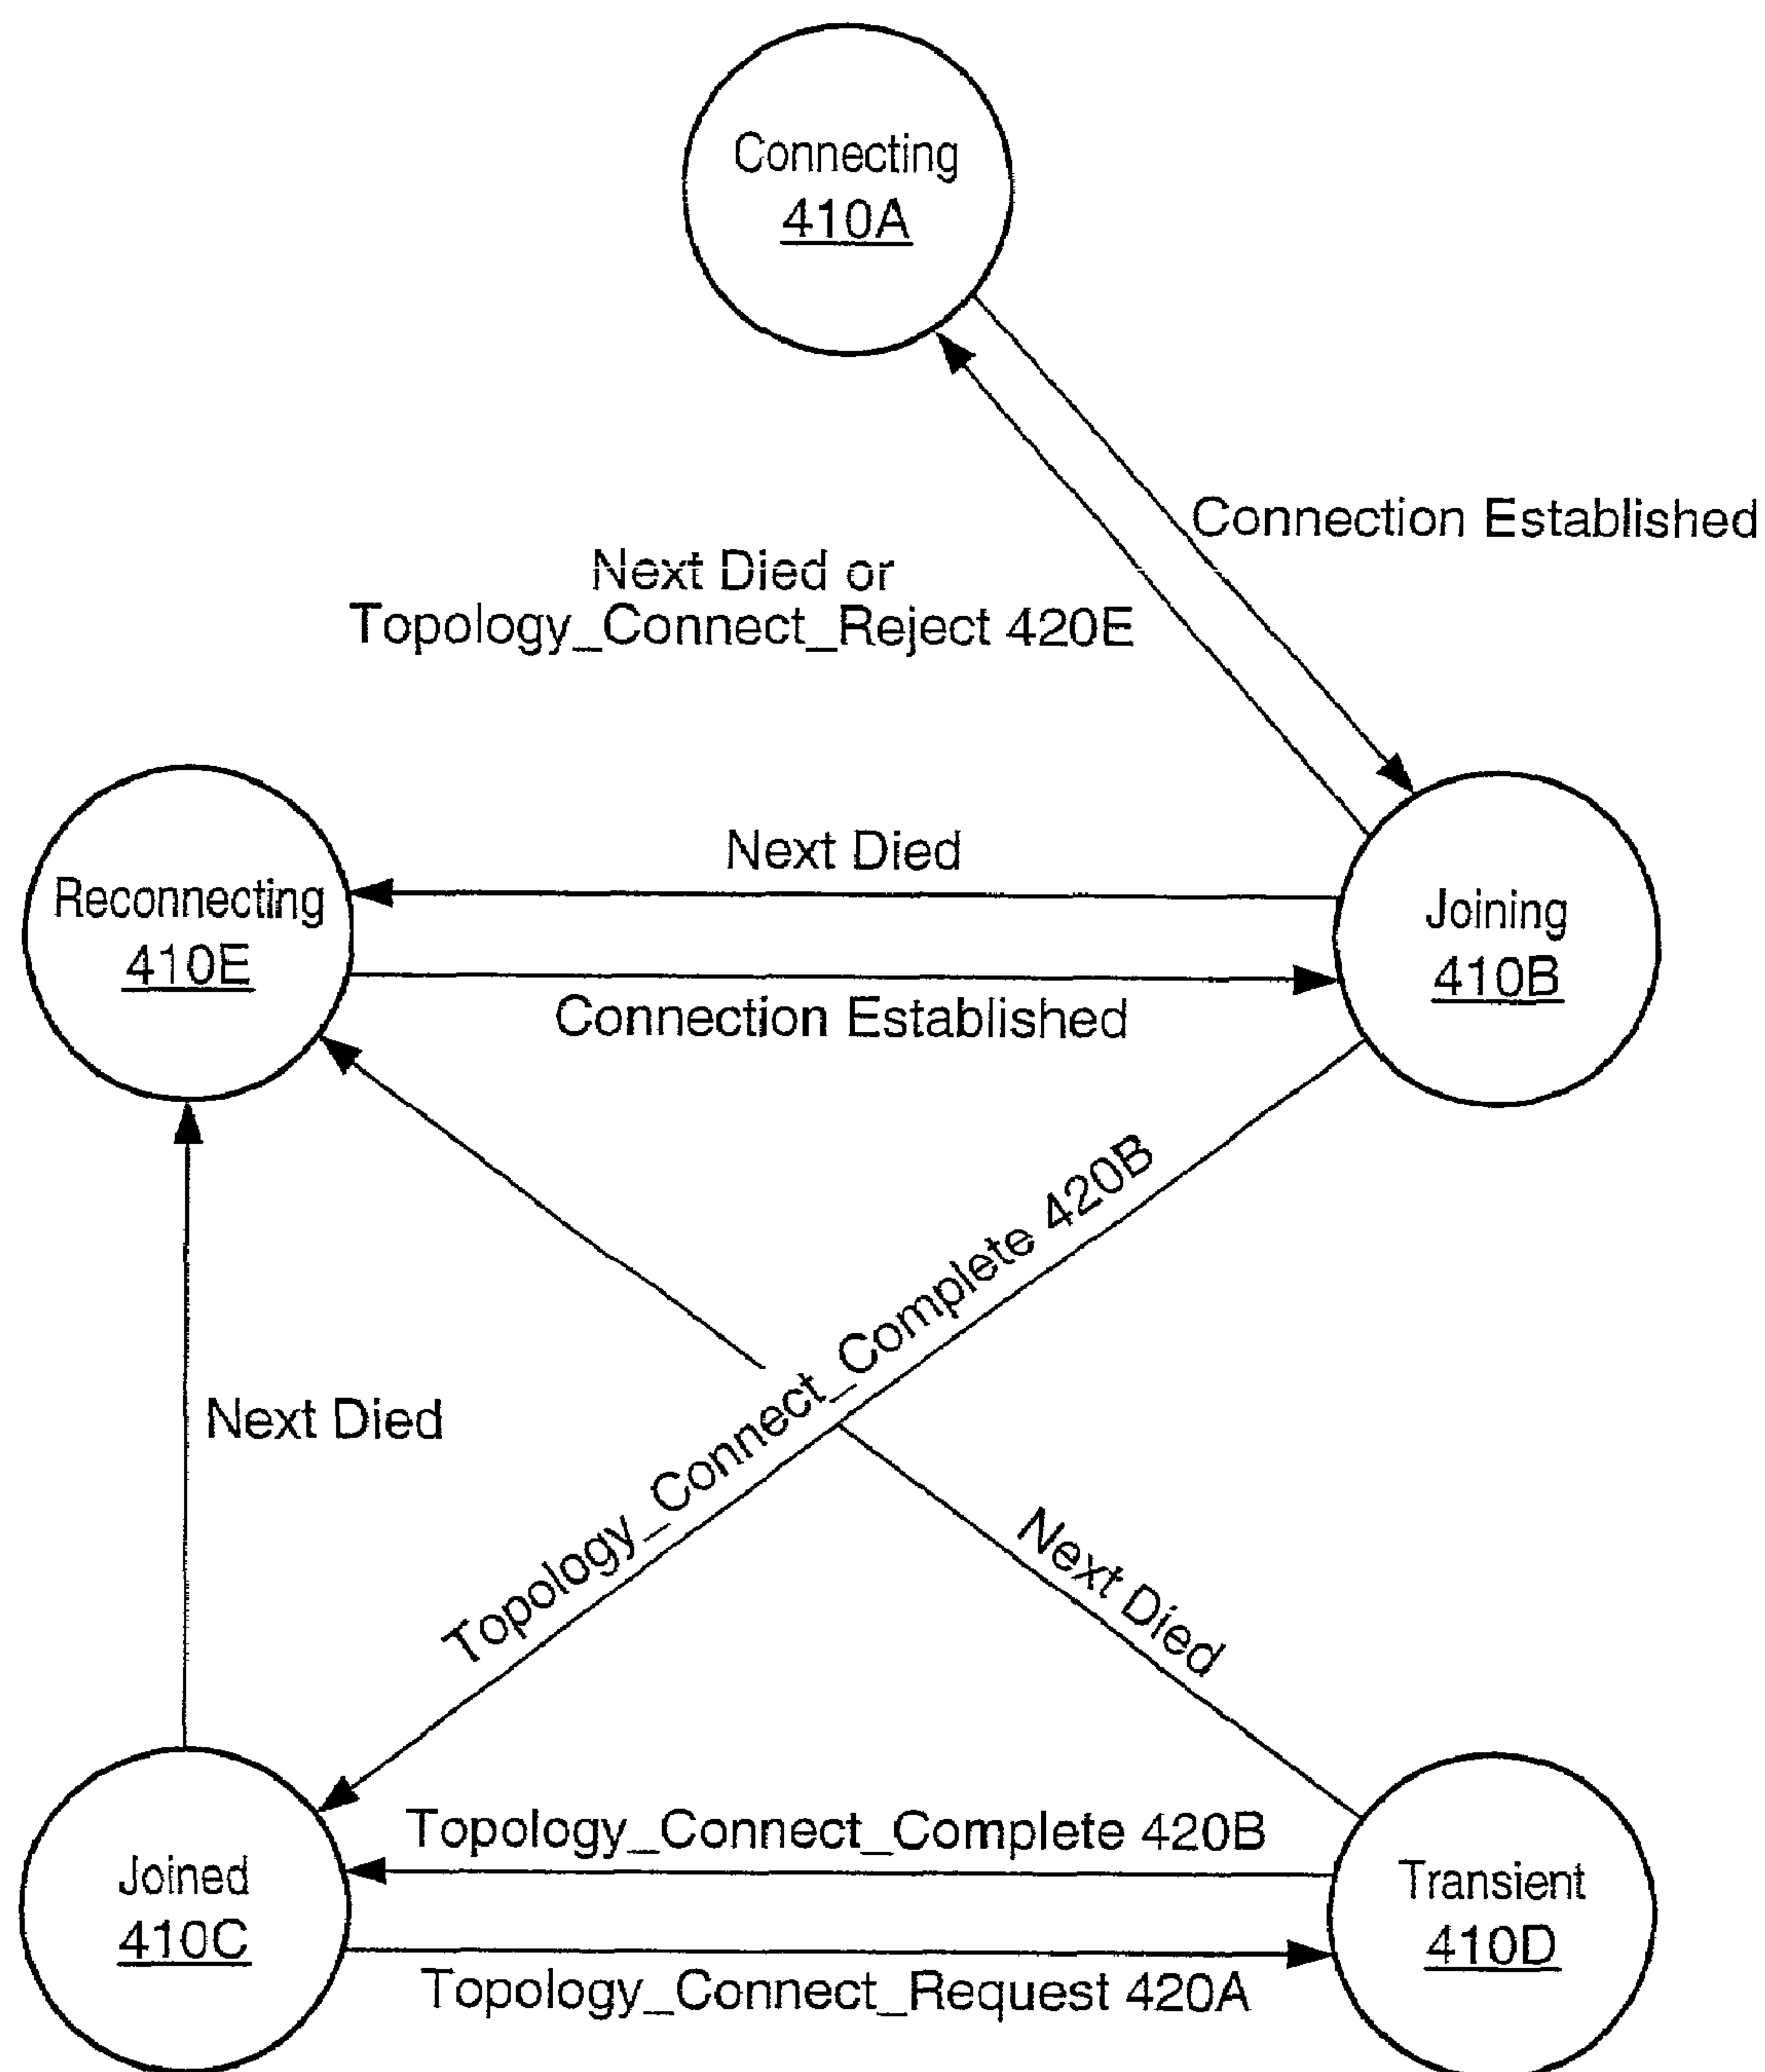 Connecting
410A
Connection Established
Next Died or
Topology_Connect_Reject 420E
Next Died
Reconnecting
410E
Joining
410B
Connection Established
Topology_Connect_Complete 420B
Next Died
Next Died
Topology_Connect_Complete 420B
Joined
410C
Transient
410D
Topology_Connect_Request 420A